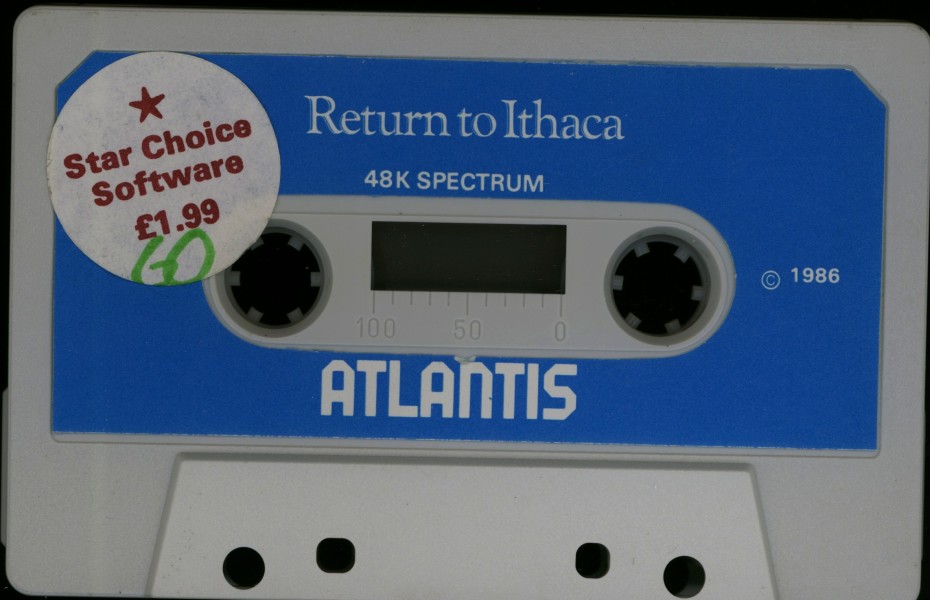 Return to Ithaca
48K SPECTRUM
★
Star Choice
Software
£1.99
60
© 1986
100 50 0
ATLANTIS